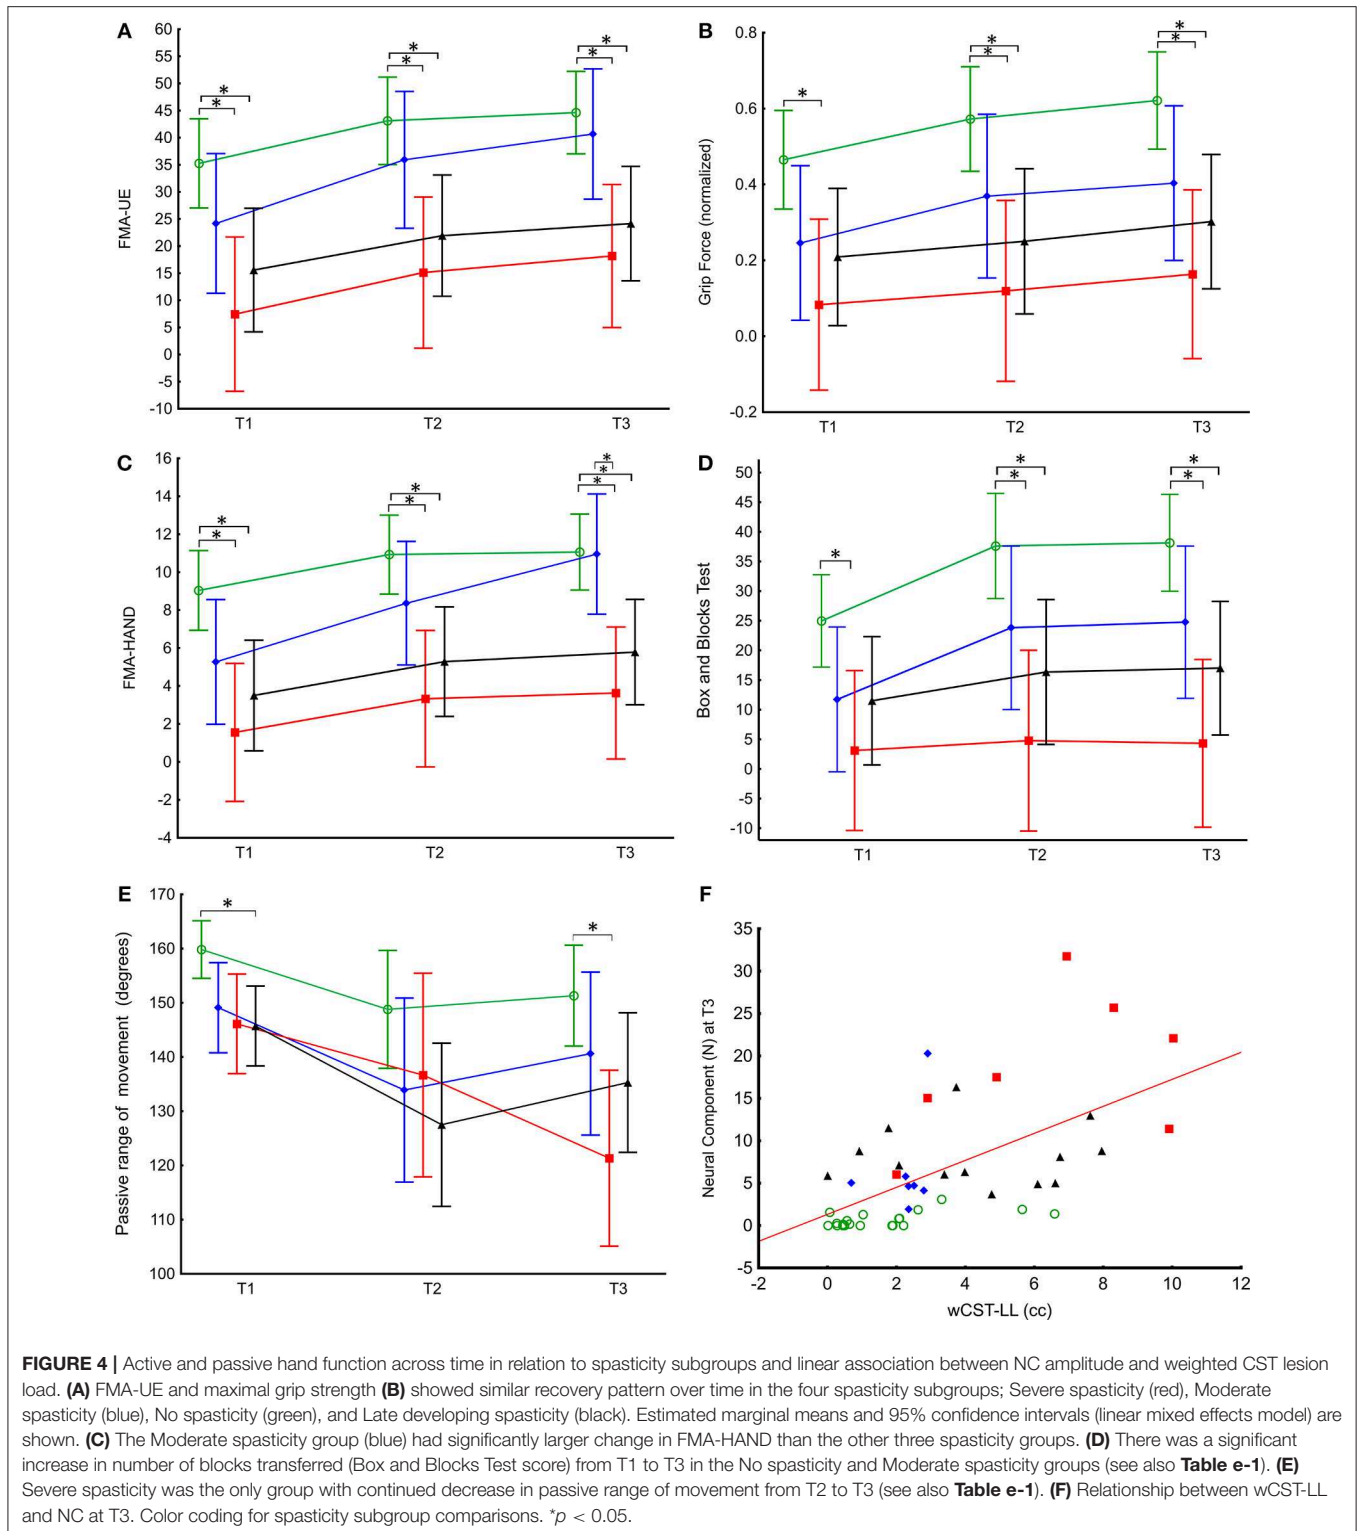 A
60
55
50
45
40
35
30
25
20
15
10
5
0
-5
-10
FMA-UE
* * * * * *
T1 T2 T3
B
0.8
0.6
0.4
0.2
0.0
-0.2
Grip Force (normalized)
* * * * *
T1 T2 T3
C
16
14
12
10
8
6
4
2
0
-2
-4
FMA-HAND
* * * * * * *
T1 T2 T3
D
50
45
40
35
30
25
20
15
10
5
0
-5
-10
Box and Blocks Test
* * * * *
T1 T2 T3
E
170
160
150
140
130
120
110
100
Passive range of movement (degrees)
* *
T1 T2 T3
F
35
30
25
20
15
10
5
0
-5
Neural Component (N) at T3
-2 0 2 4 6 8 10 12
wCST-LL (cc)
FIGURE 4 | Active and passive hand function across time in relation to spasticity subgroups and linear association between NC amplitude and weighted CST lesion
load. (A) FMA-UE and maximal grip strength (B) showed similar recovery pattern over time in the four spasticity subgroups; Severe spasticity (red), Moderate
spasticity (blue), No spasticity (green), and Late developing spasticity (black). Estimated marginal means and 95% confidence intervals (linear mixed effects model) are
shown. (C) The Moderate spasticity group (blue) had significantly larger change in FMA-HAND than the other three spasticity groups. (D) There was a significant
increase in number of blocks transferred (Box and Blocks Test score) from T1 to T3 in the No spasticity and Moderate spasticity groups (see also Table e-1). (E)
Severe spasticity was the only group with continued decrease in passive range of movement from T2 to T3 (see also Table e-1). (F) Relationship between wCST-LL
and NC at T3. Color coding for spasticity subgroup comparisons. *p < 0.05.